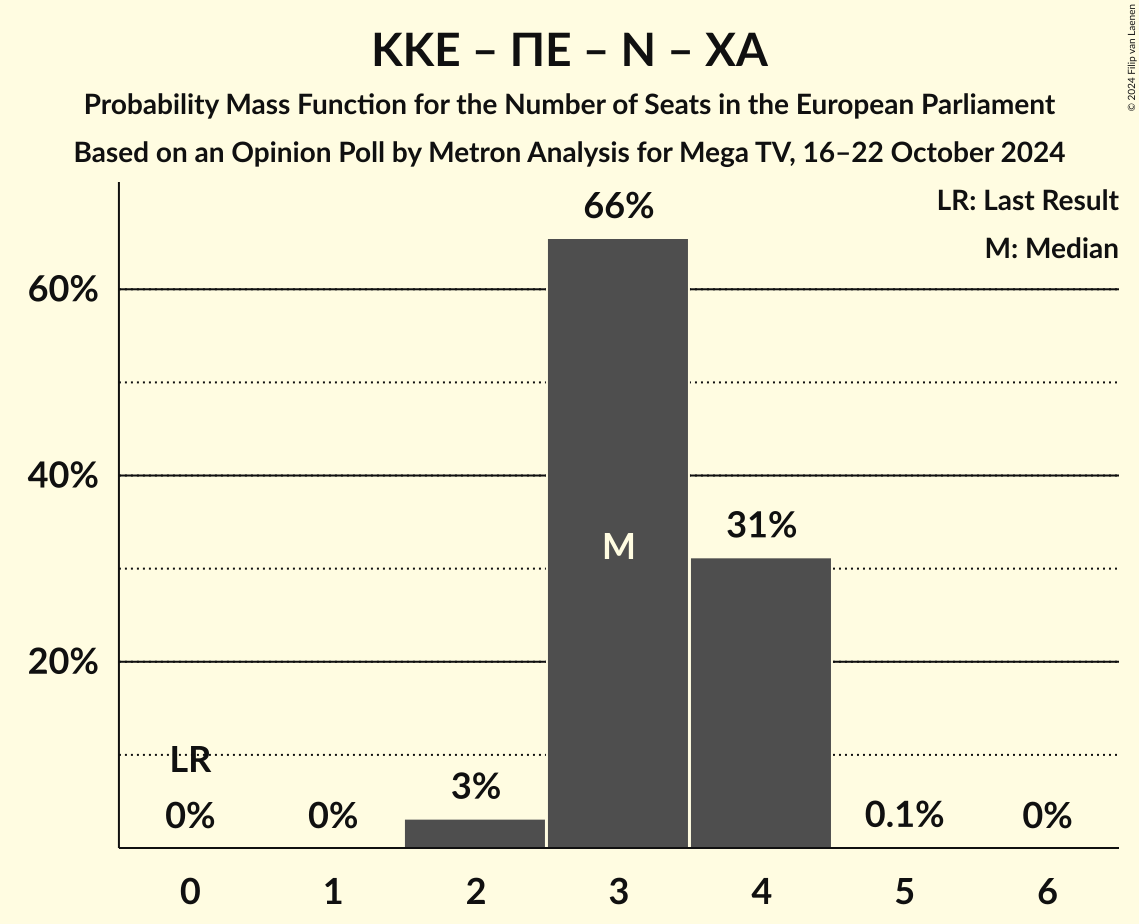 ΚΚΕ – ΠΕ – Ν – ΧΑ
Probability Mass Function for the Number of Seats in the European Parliament
Based on an Opinion Poll by Metron Analysis for Mega TV, 16–22 October 2024
© 2024 Filip van Laenen
LR: Last Result
M: Median
66%
60%
40%
31%
M
20%
LR
3%
0%
0%
0.1%
0%
0
1
2
3
4
5
6